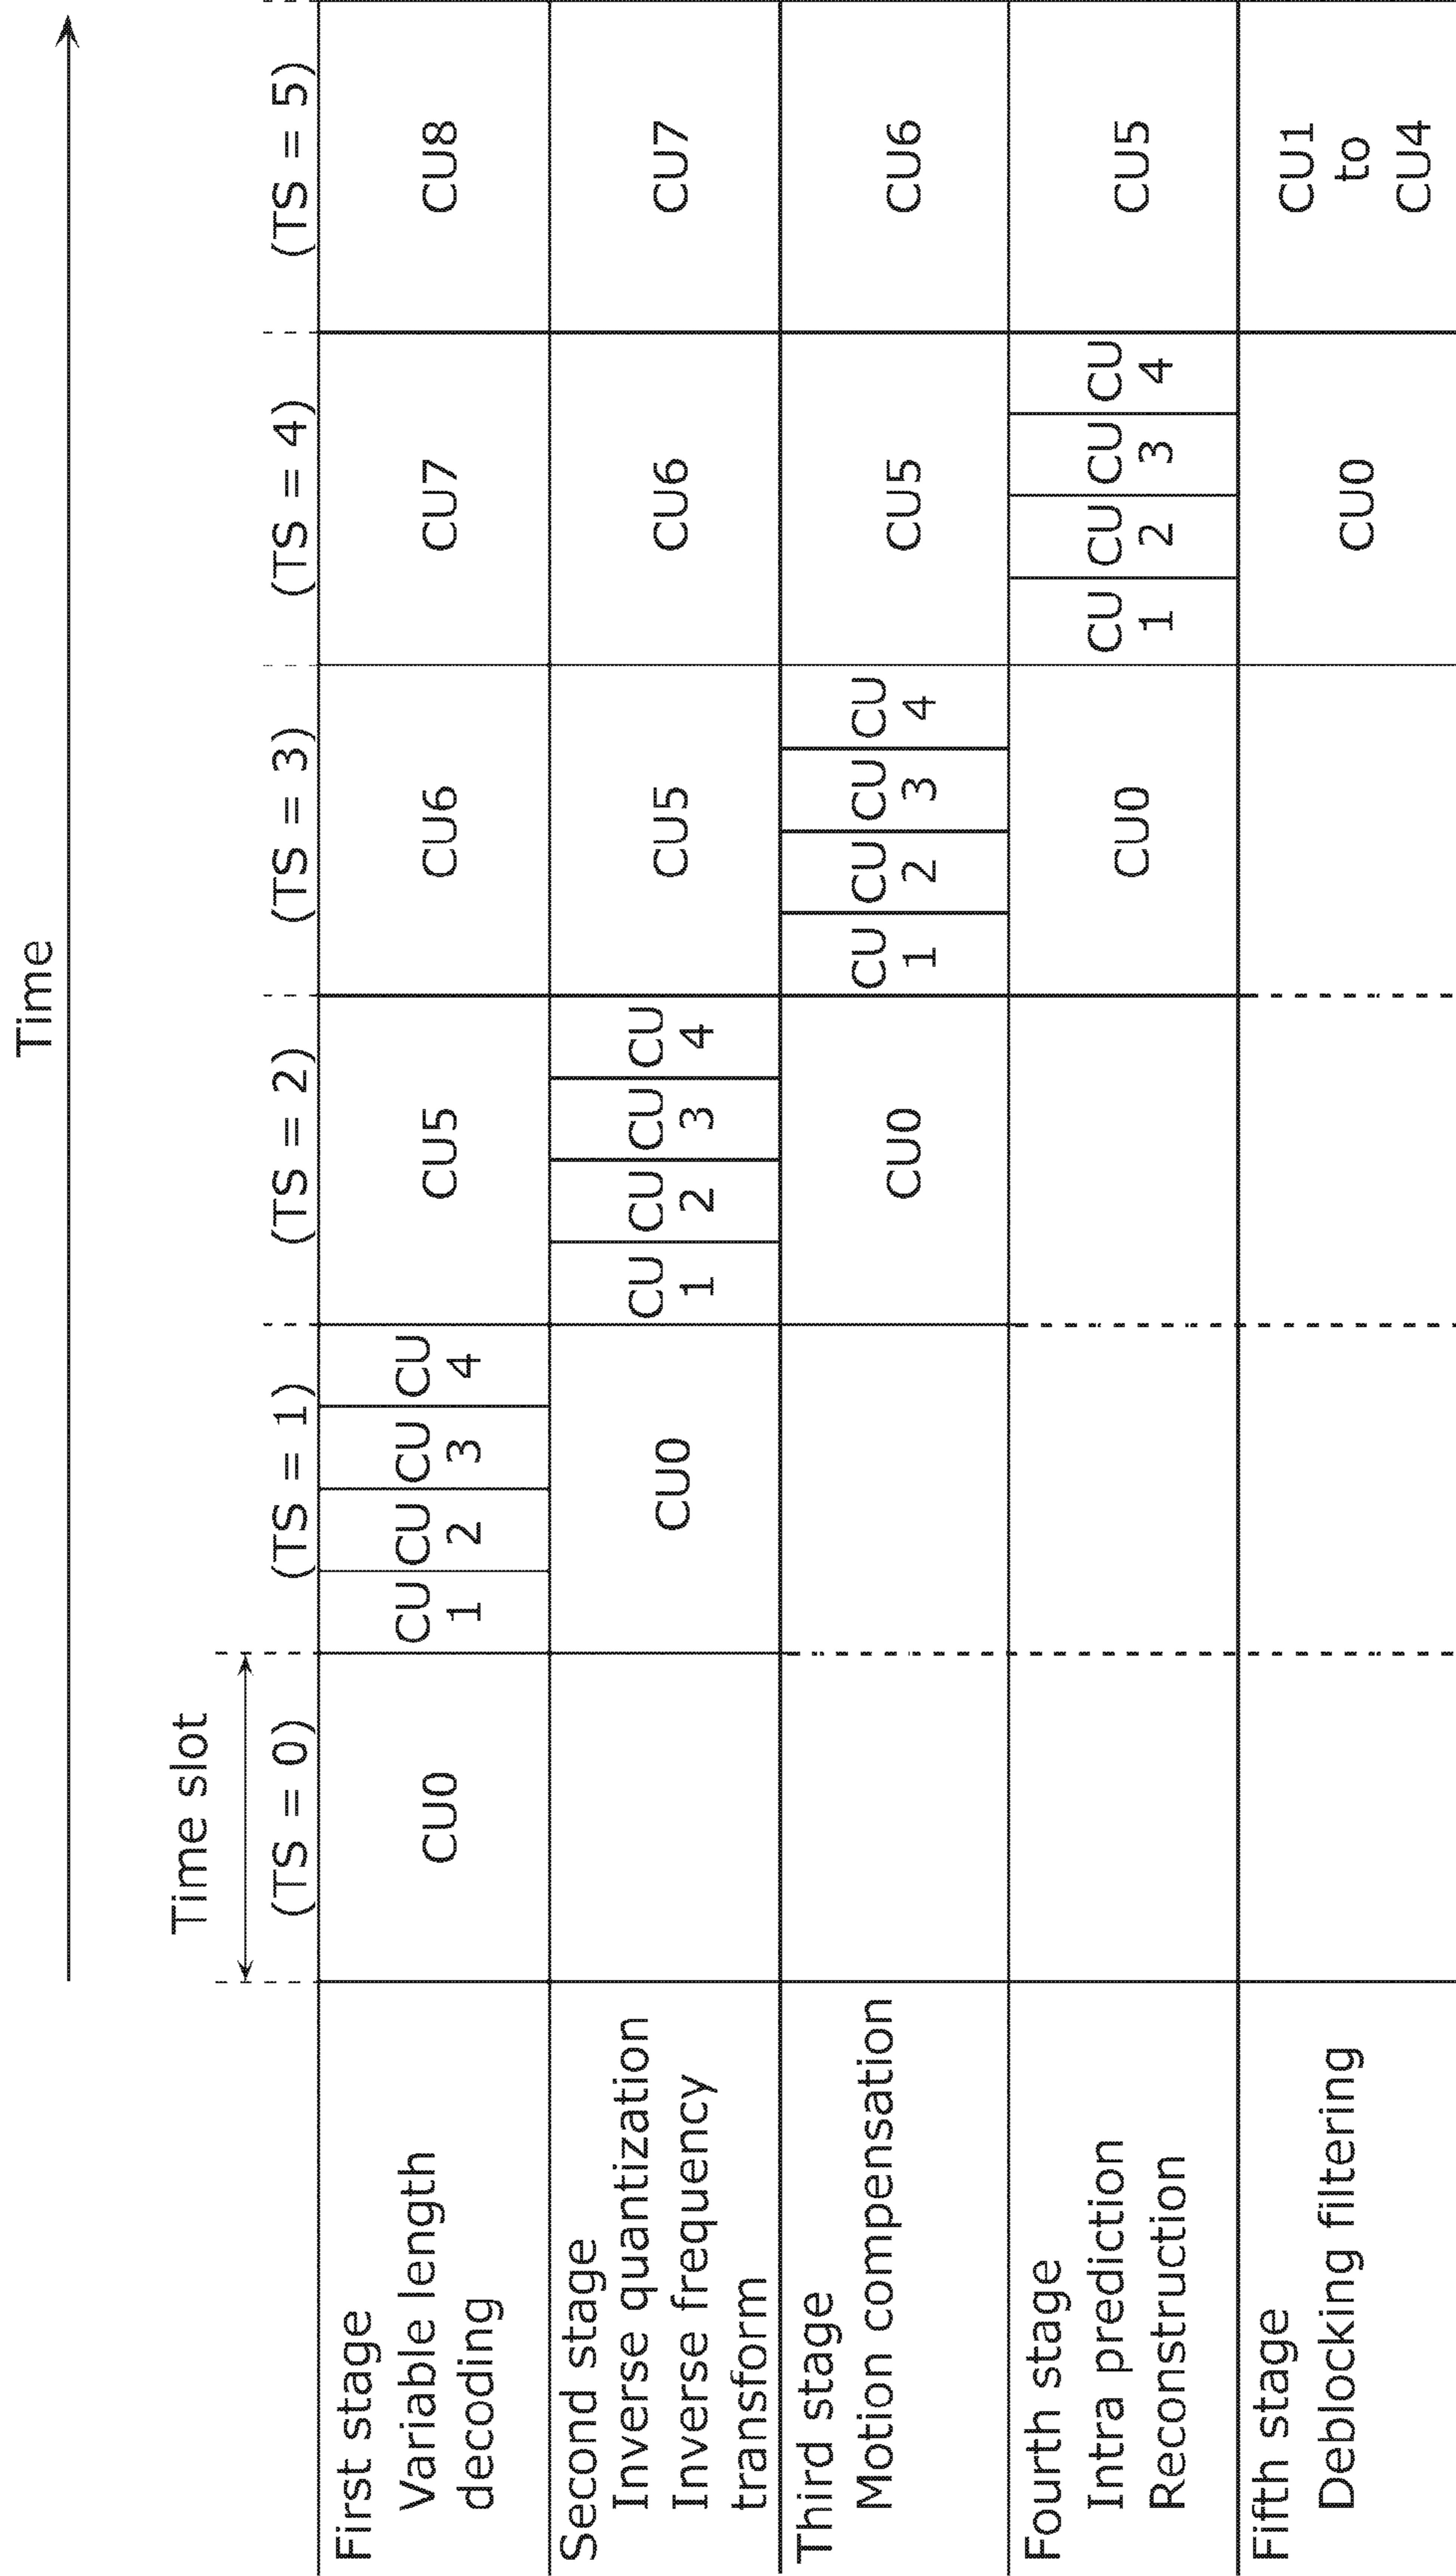 Time
Time slot
(TS = 0) (TS = 1) (TS = 2) (TS = 3) (TS = 4) (TS = 5)
First stage
Variable length
decoding
CU0
CU
1
CU
2
CU
3
CU
4
CU5
CU6
CU7
CU8
Second stage
Inverse quantization
Inverse frequency
transform
CU0
CU
1
CU
2
CU
3
CU
4
CU5
CU6
CU7
Third stage
Motion compensation
CU0
CU
1
CU
2
CU
3
CU
4
CU5
CU6
Fourth stage
Intra prediction
Reconstruction
CU0
CU
1
CU
2
CU
3
CU
4
CU5
Fifth stage
Deblocking filtering
CU0
CU1
to
CU4